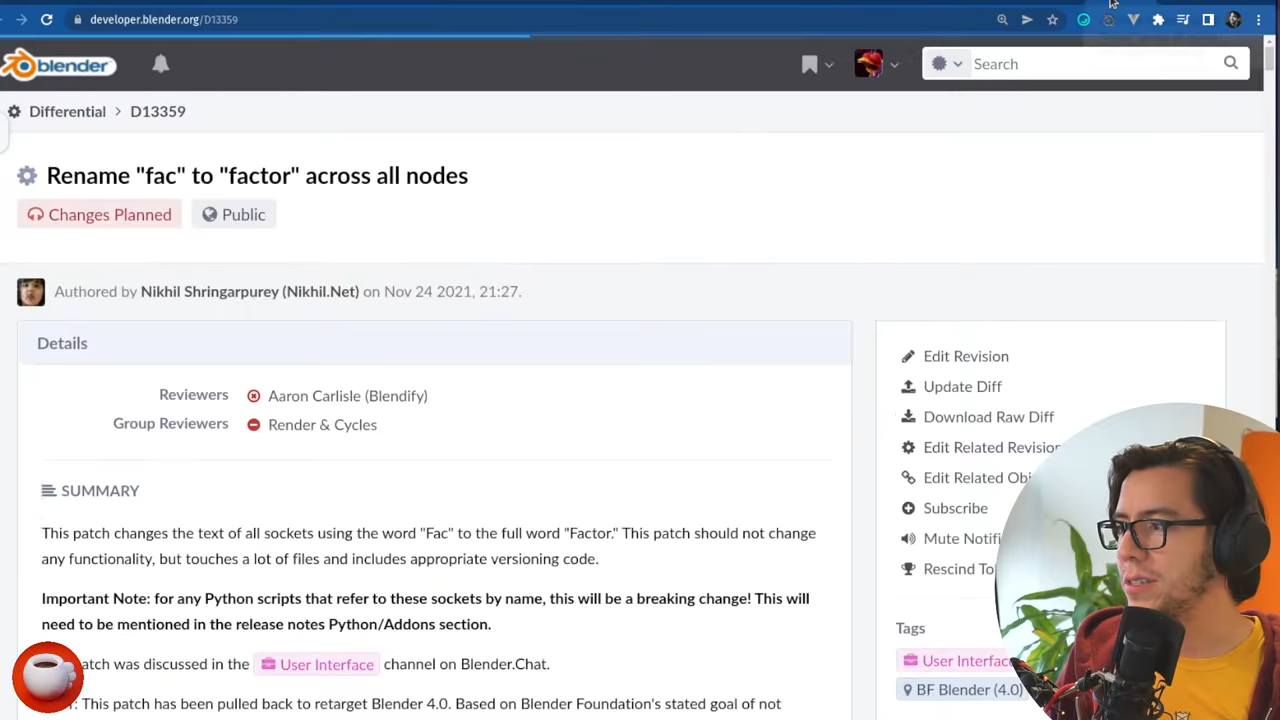 developer.blender.org/D13359
blender
Search
Differential > D13359
Rename "fac" to "factor" across all nodes
Changes Planned
Public
Authored by Nikhil Shringarpurey (Nikhil.Net) on Nov 24 2021, 21:27.
Details
Reviewers
Aaron Carlisle (Blendify)
Group Reviewers
Render & Cycles
SUMMARY
This patch changes the text of all sockets using the word "Fac" to the full word "Factor." This patch should not change
any functionality, but touches a lot of files and includes appropriate versioning code.
Important Note: for any Python scripts that refer to these sockets by name, this will be a breaking change! This will
need to be mentioned in the release notes Python/Addons section.
atch was discussed in the User Interface channel on Blender.Chat.
: This patch has been pulled back to retarget Blender 4.0. Based on Blender Foundation's stated goal of not
Edit Revision
Update Diff
Download Raw Diff
Edit Related Revision
Edit Related Obj
Subscribe
Mute Notifi
Rescind To
Tags
User Interface
BF Blender (4.0)